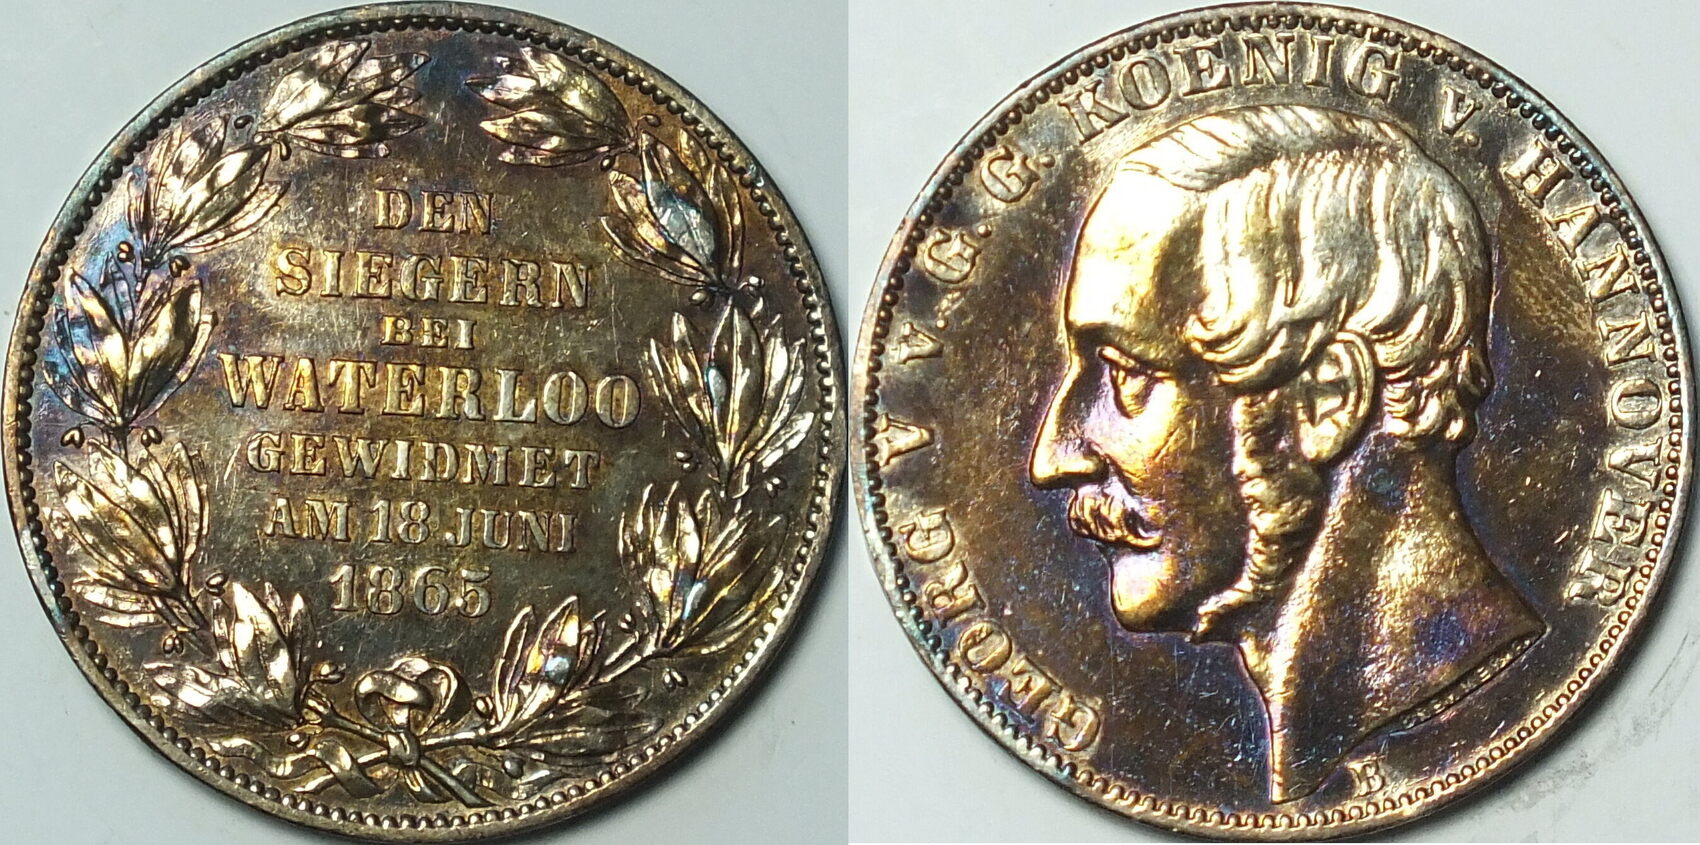 DEN
SIEGERN
BEI
WATERLOO
GEWIDMET
AM 18 JUNI
1865
GEORG V v. G. G. KOENIG v. HANNOVER
B